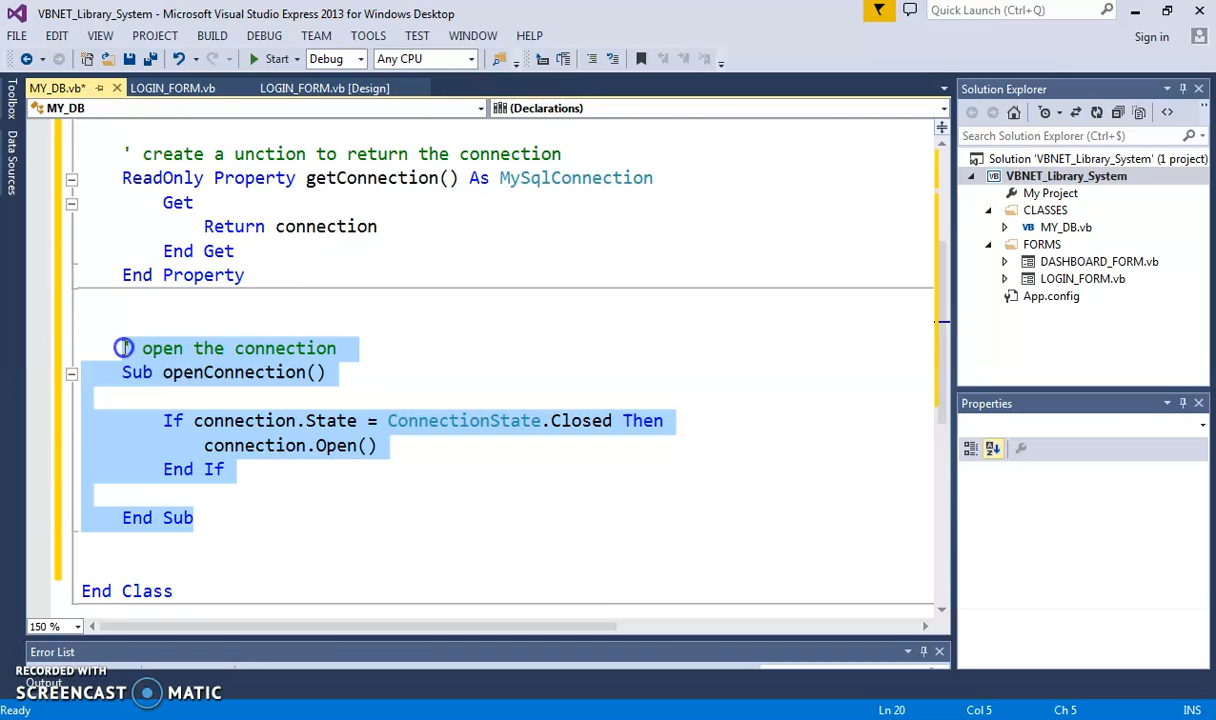 VBNET_Library_System - Microsoft Visual Studio Express 2013 for Windows Desktop
Quick Launch (Ctrl+Q)
FILE EDIT VIEW PROJECT BUILD DEBUG TEAM TOOLS TEST WINDOW HELP
Sign in
Start Debug Any CPU
Toolbox
Data Sources
MY_DB.vb* LOGIN_FORM.vb LOGIN_FORM.vb [Design]
MY_DB (Declarations)
' create a unction to return the connection
ReadOnly Property getConnection() As MySqlConnection
Get
Return connection
End Get
End Property
' open the connection
Sub openConnection()
If connection.State = ConnectionState.Closed Then
connection.Open()
End If
End Sub
End Class
150 %
Error List
Output
RECORDED WITH
SCREENCAST MATIC
Ready Ln 20 Col 5 Ch 5 INS
Solution Explorer
Search Solution Explorer (Ctrl+$)
Solution 'VBNET_Library_System' (1 project)
VBNET_Library_System
My Project
CLASSES
MY_DB.vb
FORMS
DASHBOARD_FORM.vb
LOGIN_FORM.vb
App.config
Properties